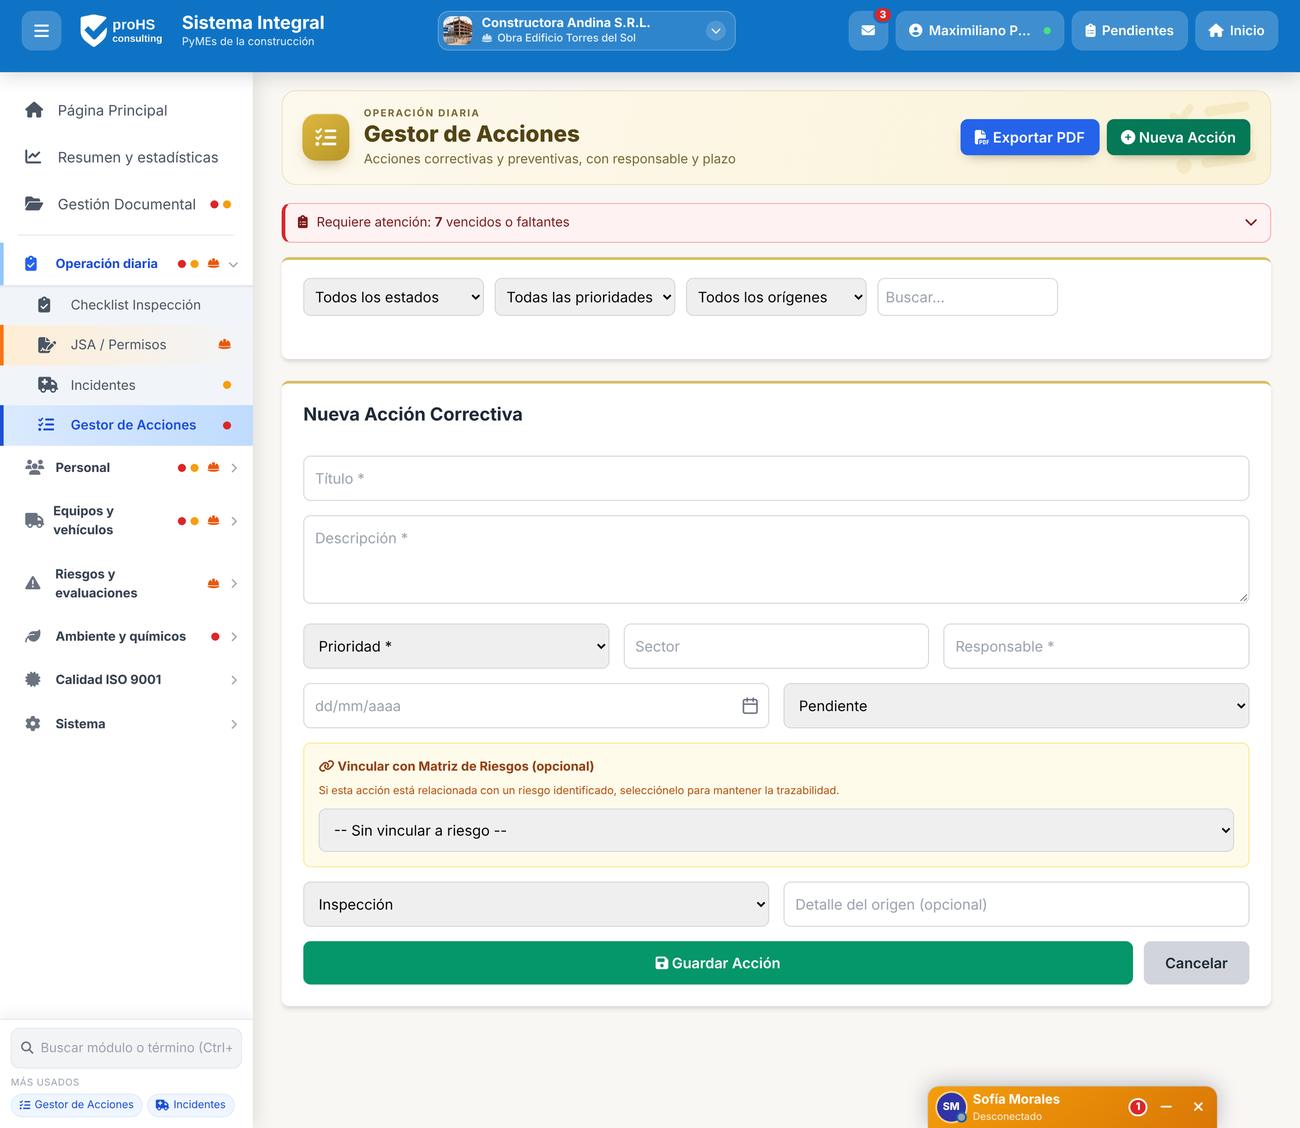 proHS
consulting
Sistema Integral
PyMEs de la construcción
Constructora Andina S.R.L.
Obra Edificio Torres del Sol
3
Maximiliano P...
Pendientes
Inicio
Página Principal
Resumen y estadísticas
Gestión Documental
Operación diaria
Checklist Inspección
JSA / Permisos
Incidentes
Gestor de Acciones
Personal
Equipos y
vehículos
Riesgos y
evaluaciones
Ambiente y químicos
Calidad ISO 9001
Sistema
Buscar módulo o término (Ctrl+
MÁS USADOS
Gestor de Acciones
Incidentes
OPERACIÓN DIARIA
Gestor de Acciones
Acciones correctivas y preventivas, con responsable y plazo
PDF Exportar PDF
Nueva Acción
Requiere atención: 7 vencidos o faltantes
Todos los estados
Todas las prioridades
Todos los orígenes
Buscar...
Nueva Acción Correctiva
Título *
Descripción *
Prioridad *
Sector
Responsable *
dd/mm/aaaa
Pendiente
Vincular con Matriz de Riesgos (opcional)
Si esta acción está relacionada con un riesgo identificado, selecciónelo para mantener la trazabilidad.
-- Sin vincular a riesgo --
Inspección
Detalle del origen (opcional)
Guardar Acción
Cancelar
SM
Sofía Morales
Desconectado
1